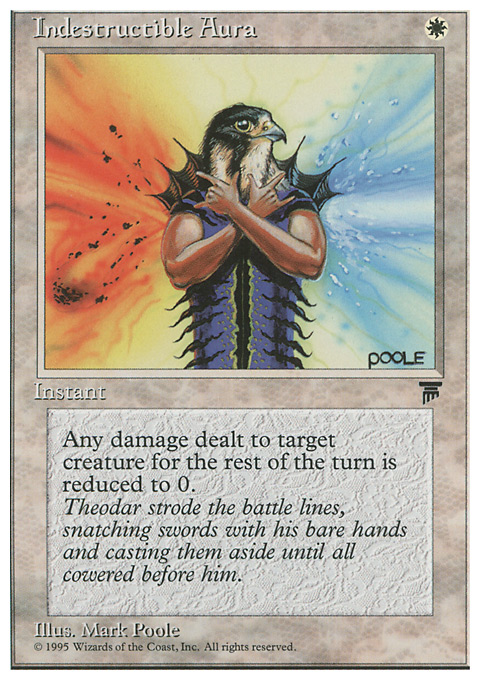 Indestructible Aura
POOLE
Instant
Any damage dealt to target
creature for the rest of the turn is
reduced to 0.
Theodar strode the battle lines,
snatching swords with his bare hands
and casting them aside until all
cowered before him.
Illus. Mark Poole
© 1995 Wizards of the Coast, Inc. All rights reserved.